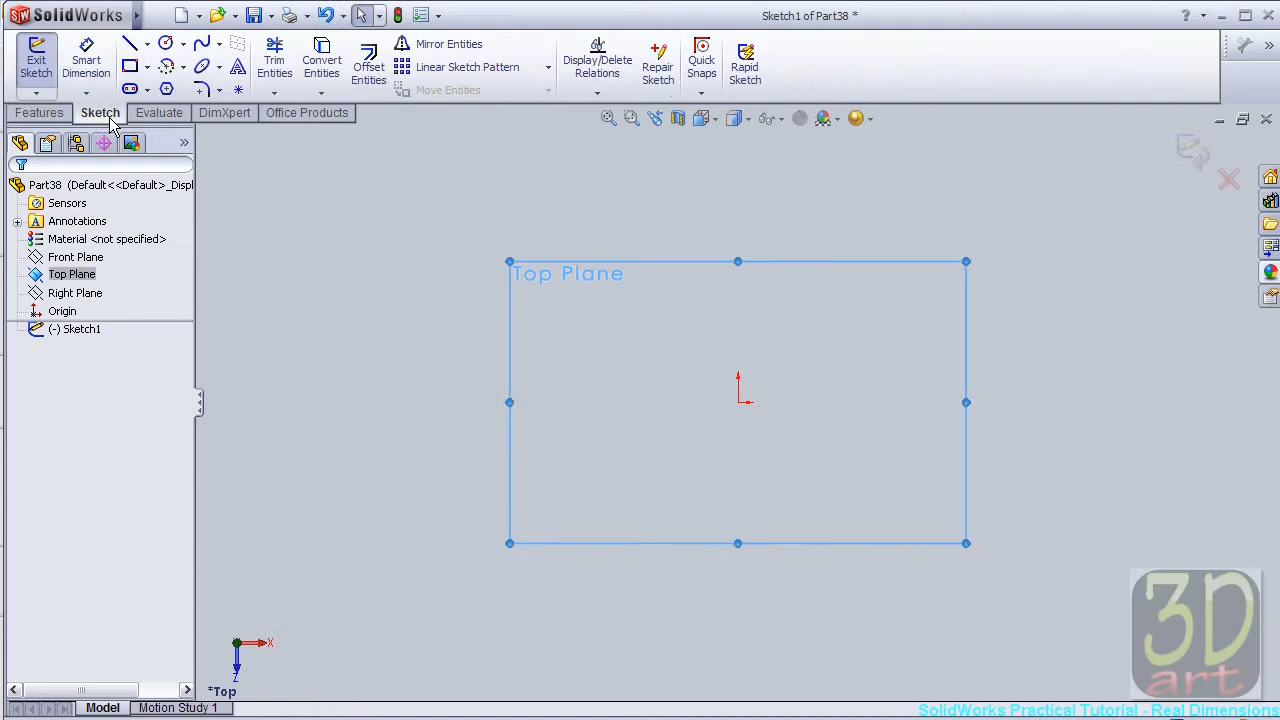 SolidWorks
Sketch1 of Part38 *
Exit Sketch
Smart Dimension
Trim Entities
Convert Entities
Offset Entities
Mirror Entities
Linear Sketch Pattern
Move Entities
Display/Delete Relations
Repair Sketch
Quick Snaps
Rapid Sketch
Features Sketch Evaluate DimXpert Office Products
Part38 (Default<<Default>_Displ
Sensors
Annotations
Material <not specified>
Front Plane
Top Plane
Right Plane
Origin
(-) Sketch1
Top Plane
X
Z
*Top
Model Motion Study 1
3D
art
SolidWorks Practical Tutorial - Real Dimensions